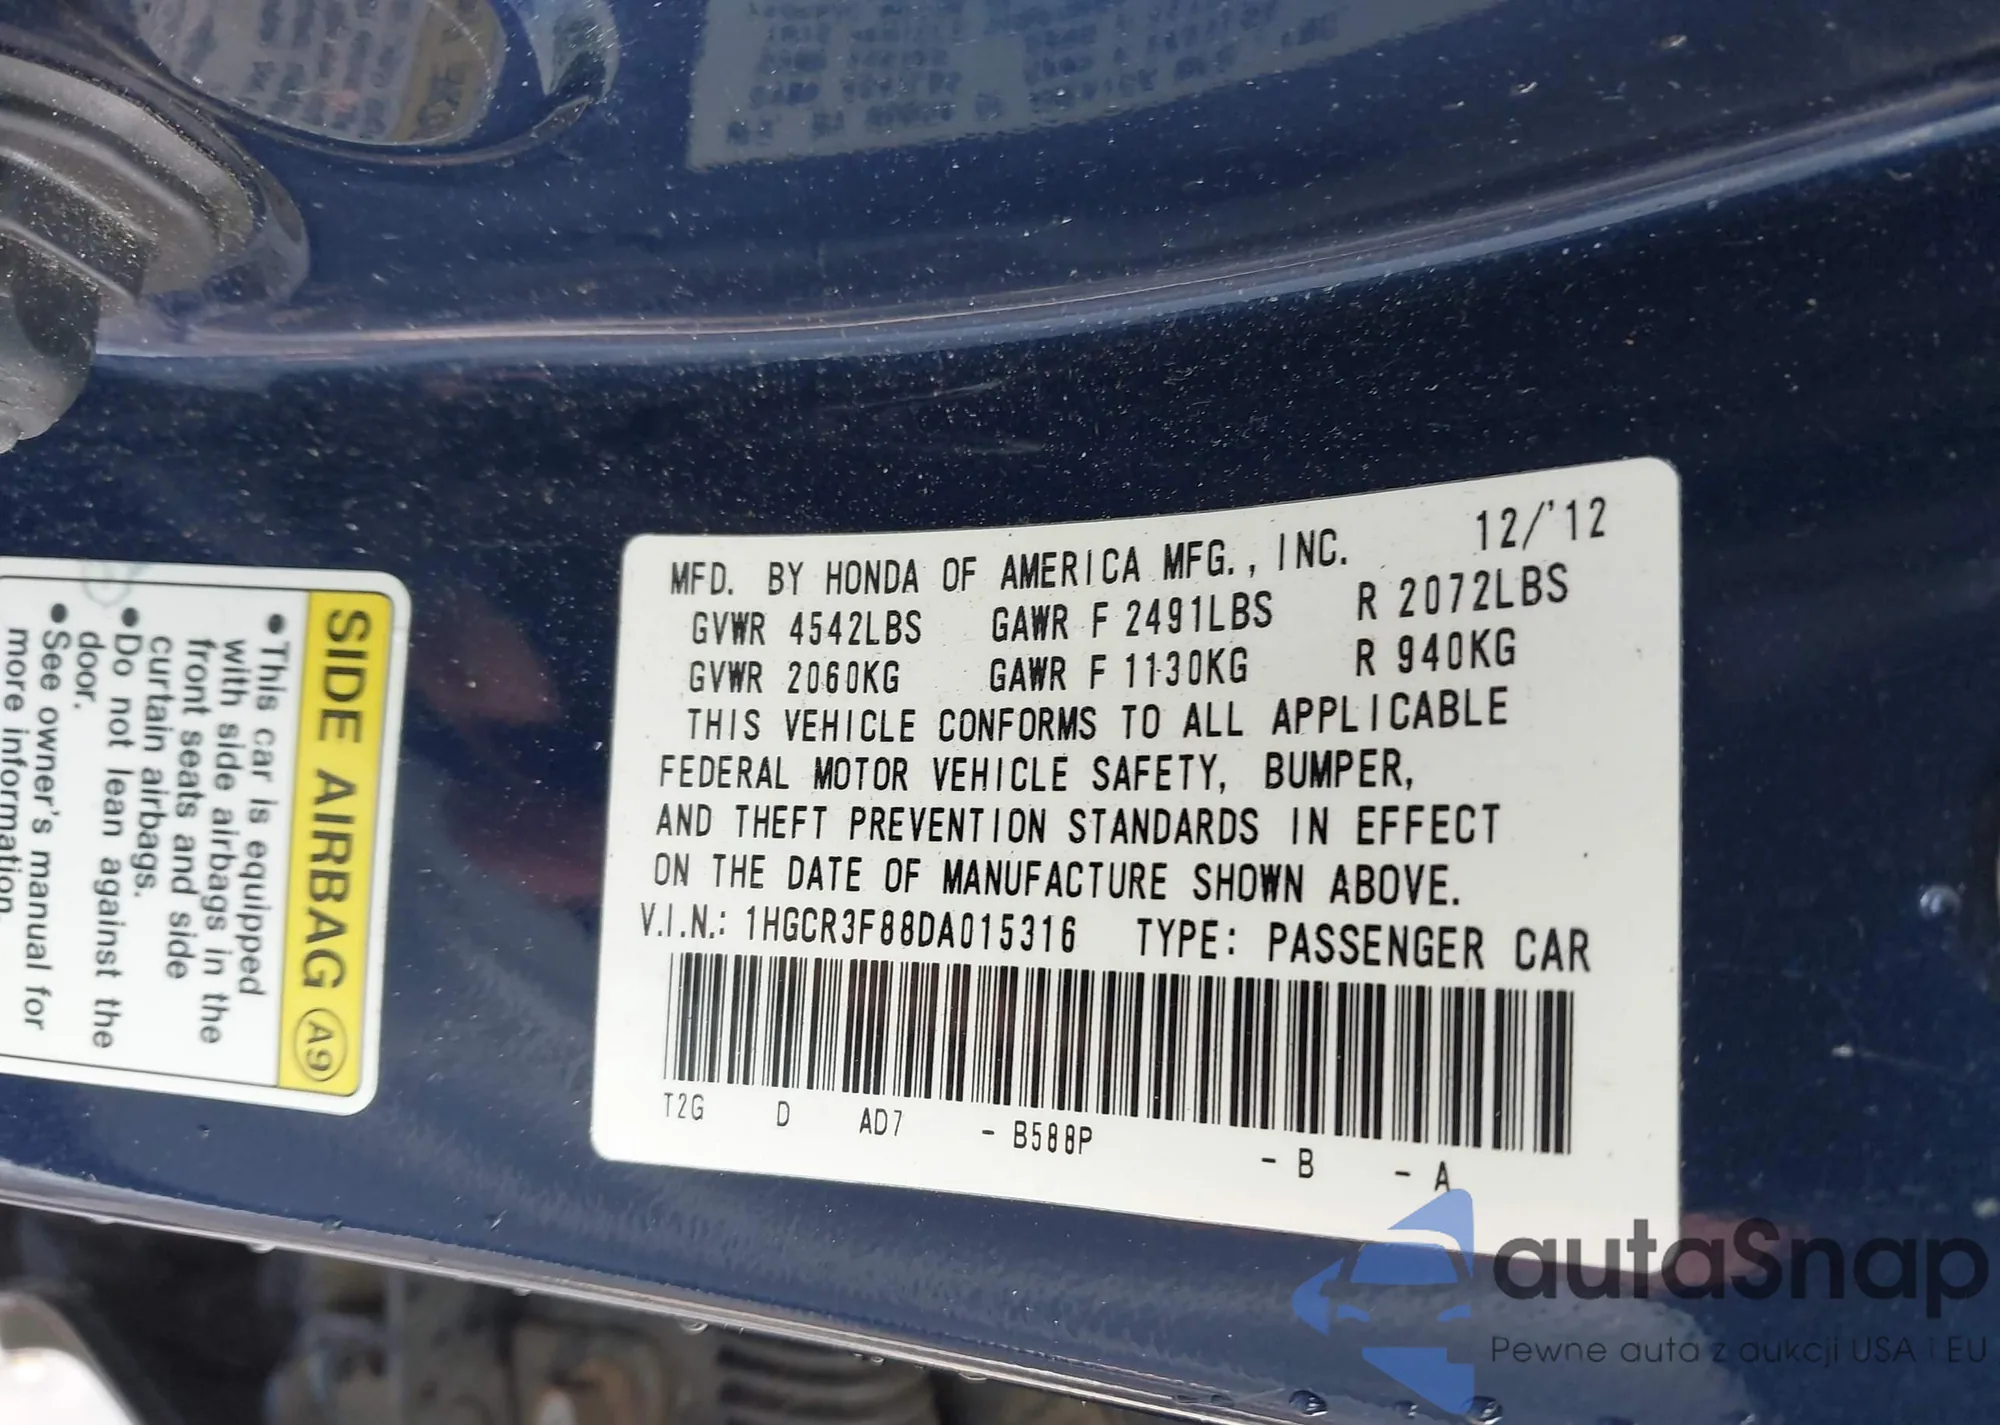 SIDE AIRBAG A9
•This car is equipped
with side airbags in the
front seats and side
curtain airbags.
•Do not lean against the
door.
•See owner's manual for
more information.
MFD. BY HONDA OF AMERICA MFG., INC. 12/'12
GVWR 4542LBS GAWR F 2491LBS R 2072LBS
GVWR 2060KG GAWR F 1130KG R 940KG
THIS VEHICLE CONFORMS TO ALL APPLICABLE
FEDERAL MOTOR VEHICLE SAFETY, BUMPER,
AND THEFT PREVENTION STANDARDS IN EFFECT
ON THE DATE OF MANUFACTURE SHOWN ABOVE.
V.I.N.: 1HGCR3F88DA015316 TYPE: PASSENGER CAR
T2G D AD7 - B588P - B - A
autaSnap
Pewne auta z aukcji USA i EU